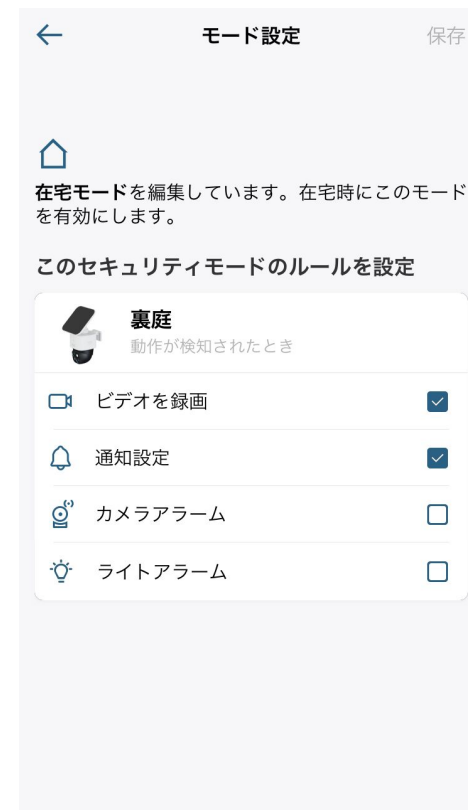 モード設定
保存
在宅モードを編集しています。在宅時にこのモード
を有効にします。
このセキュリティモードのルールを設定
裏庭
動作が検知されたとき
ビデオを録画
通知設定
カメラアラーム
ライトアラーム